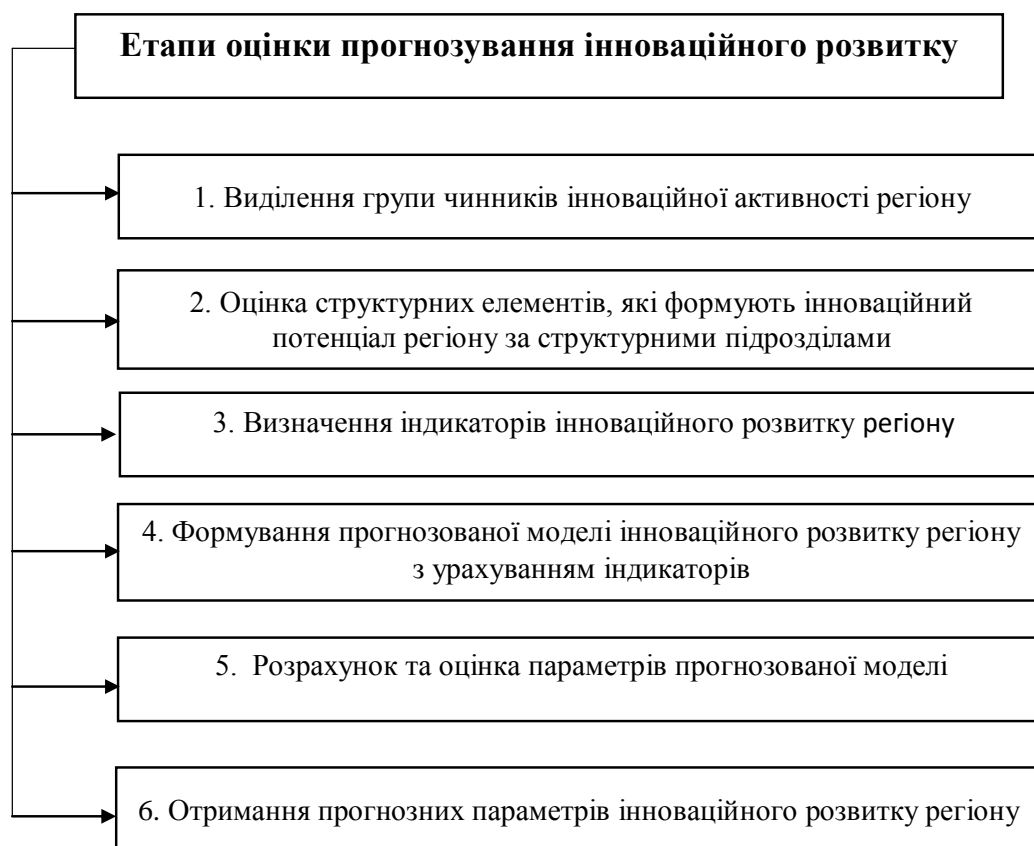 Етапи оцінки прогнозування інноваційного розвитку
1. Виділення групи чинників інноваційної активності регіону
2. Оцінка структурних елементів, які формують інноваційний
потенціал регіону за структурними підрозділами
3. Визначення індикаторів інноваційного розвитку регіону
4. Формування прогнозованої моделі інноваційного розвитку регіону
з урахуванням індикаторів
5. Розрахунок та оцінка параметрів прогнозованої моделі
6. Отримання прогнозних параметрів інноваційного розвитку регіону